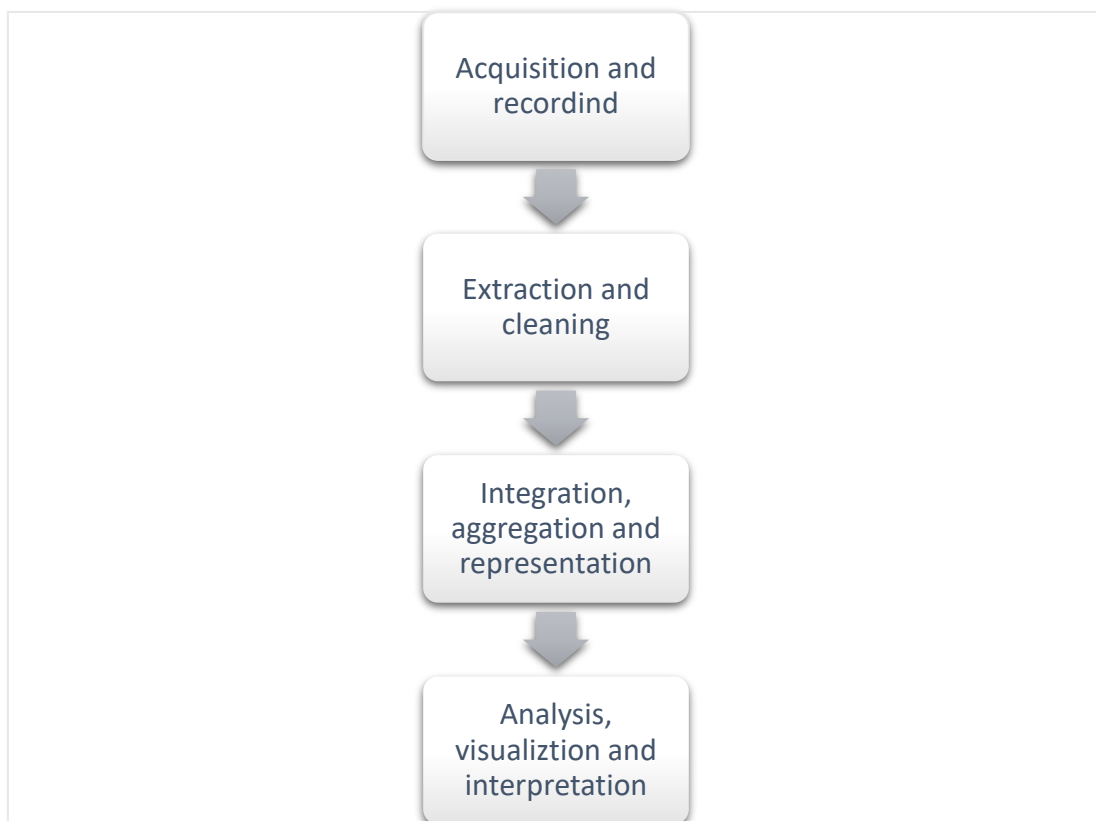 Acquisition and
recordind
Extraction and
cleaning
Integration,
aggregation and
representation
Analysis,
visualiztion and
interpretation